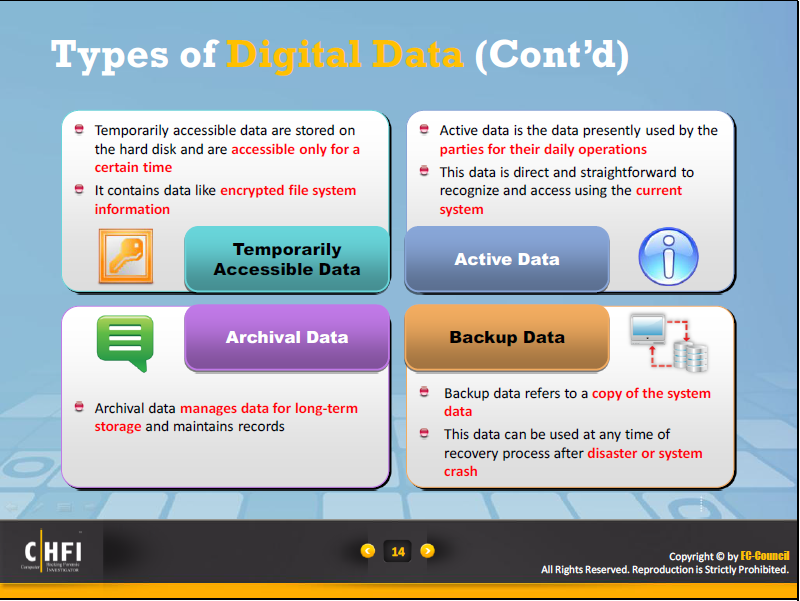 Types of Digital Data (Cont’d)
Temporarily accessible data are stored on
the hard disk and are accessible only for a
certain time
It contains data like encrypted file system
information
Temporarily
Accessible Data
Active data is the data presently used by the
parties for their daily operations
This data is direct and straightforward to
recognize and access using the current
system
Active Data
Archival Data
Archival data manages data for long-term
storage and maintains records
Backup Data
Backup data refers to a copy of the system
data
This data can be used at any time of
recovery process after disaster or system
crash
CHFI
Computer Hacking Forensic
INVESTIGATOR
14
Copyright © by EC-Council
All Rights Reserved. Reproduction is Strictly Prohibited.